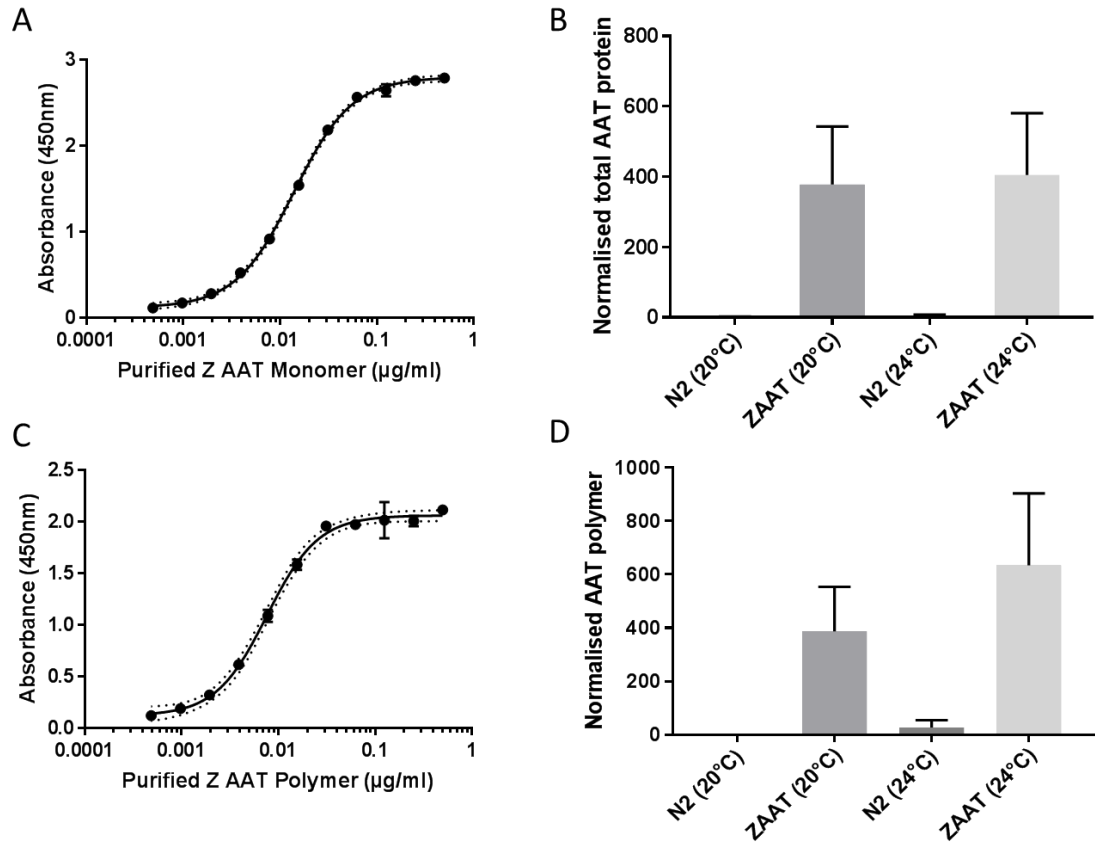 A
Absorbance (450nm)
3
2
1
0
0.0001
0.001
0.01
0.1
1
Purified Z AAT Monomer (µg/ml)
B
Normalised total AAT protein
800
600
400
200
0
N2 (20°C)
ZAAT (20°C)
N2 (24°C)
ZAAT (24°C)
C
Absorbance (450nm)
2.5
2.0
1.5
1.0
0.5
0.0
0.0001
0.001
0.01
0.1
1
Purified Z AAT Polymer (µg/ml)
D
Normalised AAT polymer
1000
800
600
400
200
0
N2 (20°C)
ZAAT (20°C)
N2 (24°C)
ZAAT (24°C)